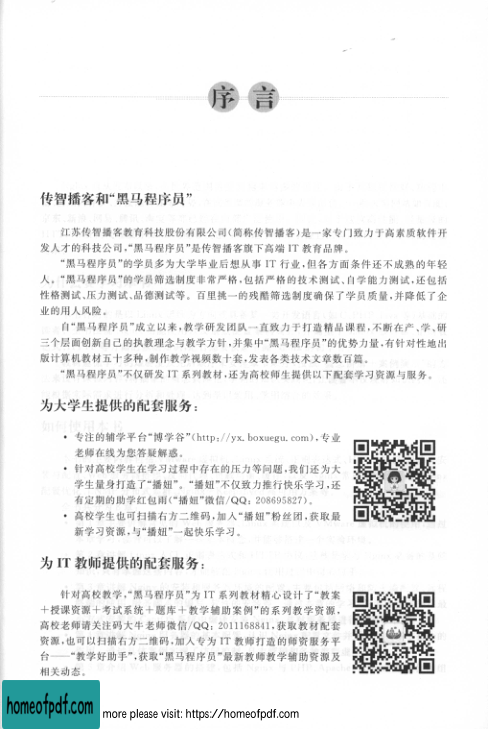 序言
传智播客和“黑马程序员”
江苏传智播客教育科技股份有限公司(简称传智播客)是一家专门致力于高素质软件开
发人才的科技公司,“黑马程序员”是传智播客旗下高端 IT 教育品牌。
“黑马程序员”的学员多为大学毕业后想从事 IT 行业,但各方面条件还不成熟的年轻
人。“黑马程序员”的学员筛选制度非常严格,包括严格的技术测试、自学能力测试,还包括
性格测试、压力测试、品德测试等。百里挑一的残酷筛选制度确保了学员质量,并降低了企
业的用人风险。
自“黑马程序员”成立以来,教学研发团队一直致力于打造精品课程,不断在产、学、研
三个层面创新自己的执教理念与教学方针,并集中“黑马程序员”的优势力量,有针对性地出
版计算机教材五十多种,制作教学视频数十套,发表各类技术文章数百篇。
“黑马程序员”不仅研发 IT 系列教材,还为高校师生提供以下配套学习资源与服务。
为大学生提供的配套服务:
• 专注的辅学平台“博学谷”(http://yx.boxuegu.com),专业
老师在线为您答疑解惑。
• 针对高校学生在学习过程中存在的压力等问题,我们还为大
学生量身打造了“播妞”。“播妞”不仅致力推行快乐学习,还
有定期的助学红包雨(“播妞”微信/QQ: 208695827)。
• 高校学生也可扫描右方二维码,加入“播妞”粉丝团,获取最
新学习资源,与“播妞”一起快乐学习。
为 IT 教师提供的配套服务:
针对高校教学,“黑马程序员”为 IT 系列教材精心设计了“教案
+授课资源+考试系统+题库+教学辅助案例”的系列教学资源,
高校老师请关注码大牛老师微信/QQ: 2011168841,获取教材配套
资源,也可以扫描右方二维码,加入专为 IT 教师打造的师资服务平
台——“教学好助手”,获取“黑马程序员”最新教师教学辅助资源及
相关动态。
homeofpdf.com
more please visit: https://homeofpdf.com